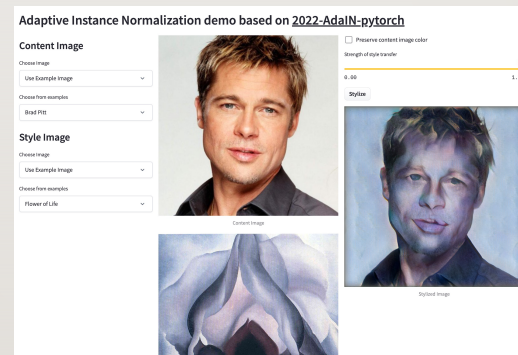 Adaptive Instance Normalization demo based on 2022-AdaIN-pytorch
Content Image
Choose Image
Use Example Image
Choose from examples
Brad Pitt
Style Image
Choose Image
Use Example Image
Choose from examples
Flower of Life
Content Image
Preserve content image color
Strength of style transfer
0.00 1.
Stylize
Stylized Image